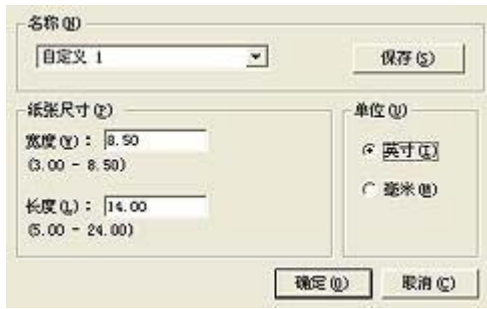 名称(N)
自定义 1
保存(S)
纸张尺寸(P)
宽度(Y)： 8.50
(3.00 - 8.50)
长度(L)： 14.00
(5.00 - 24.00)
单位(U)
英寸(I)
毫米(M)
确定(O)
取消(C)